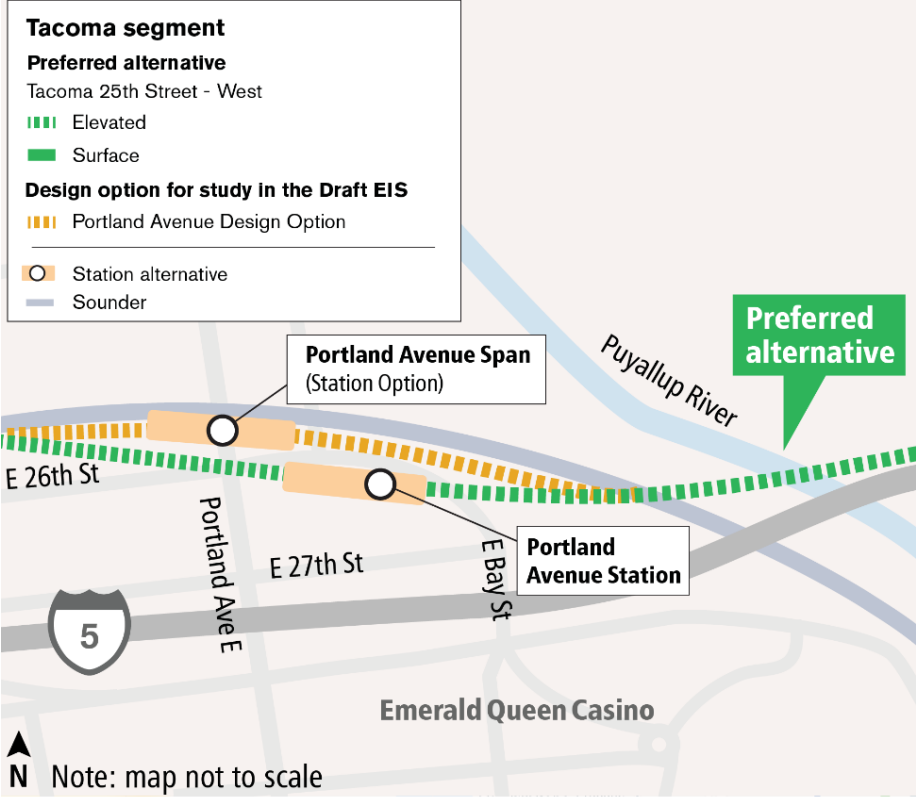 Tacoma segment
Preferred alternative
Tacoma 25th Street - West
Elevated
Surface
Design option for study in the Draft EIS
Portland Avenue Design Option
Station alternative
Sounder
Preferred
alternative
Puyallup River
Portland Avenue Span
(Station Option)
E 26th St
Portland Ave E
E 27th St
E Bay St
Portland
Avenue Station
5
Emerald Queen Casino
N Note: map not to scale